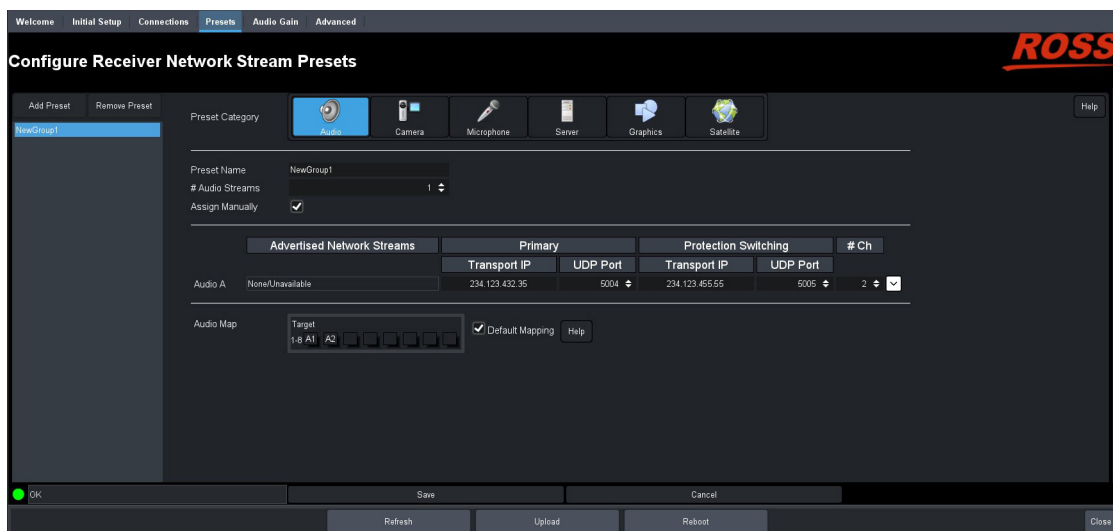 Welcome Initial Setup Connections Presets Audio Gain Advanced
ROSS
Configure Receiver Network Stream Presets
Add Preset Remove Preset
NewGroup1
Preset Category
Audio Camera Microphone Server Graphics Satellite
Help
Preset Name NewGroup1
# Audio Streams 1
Assign Manually
Advertised Network Streams Primary Protection Switching # Ch
Transport IP UDP Port Transport IP UDP Port
Audio A None/Unavailable 234.123.432.35 5004 234.123.455.55 5005 2
Audio Map
Target
1-8 A1 A2
Default Mapping Help
OK Save Cancel
Refresh Upload Reboot Close